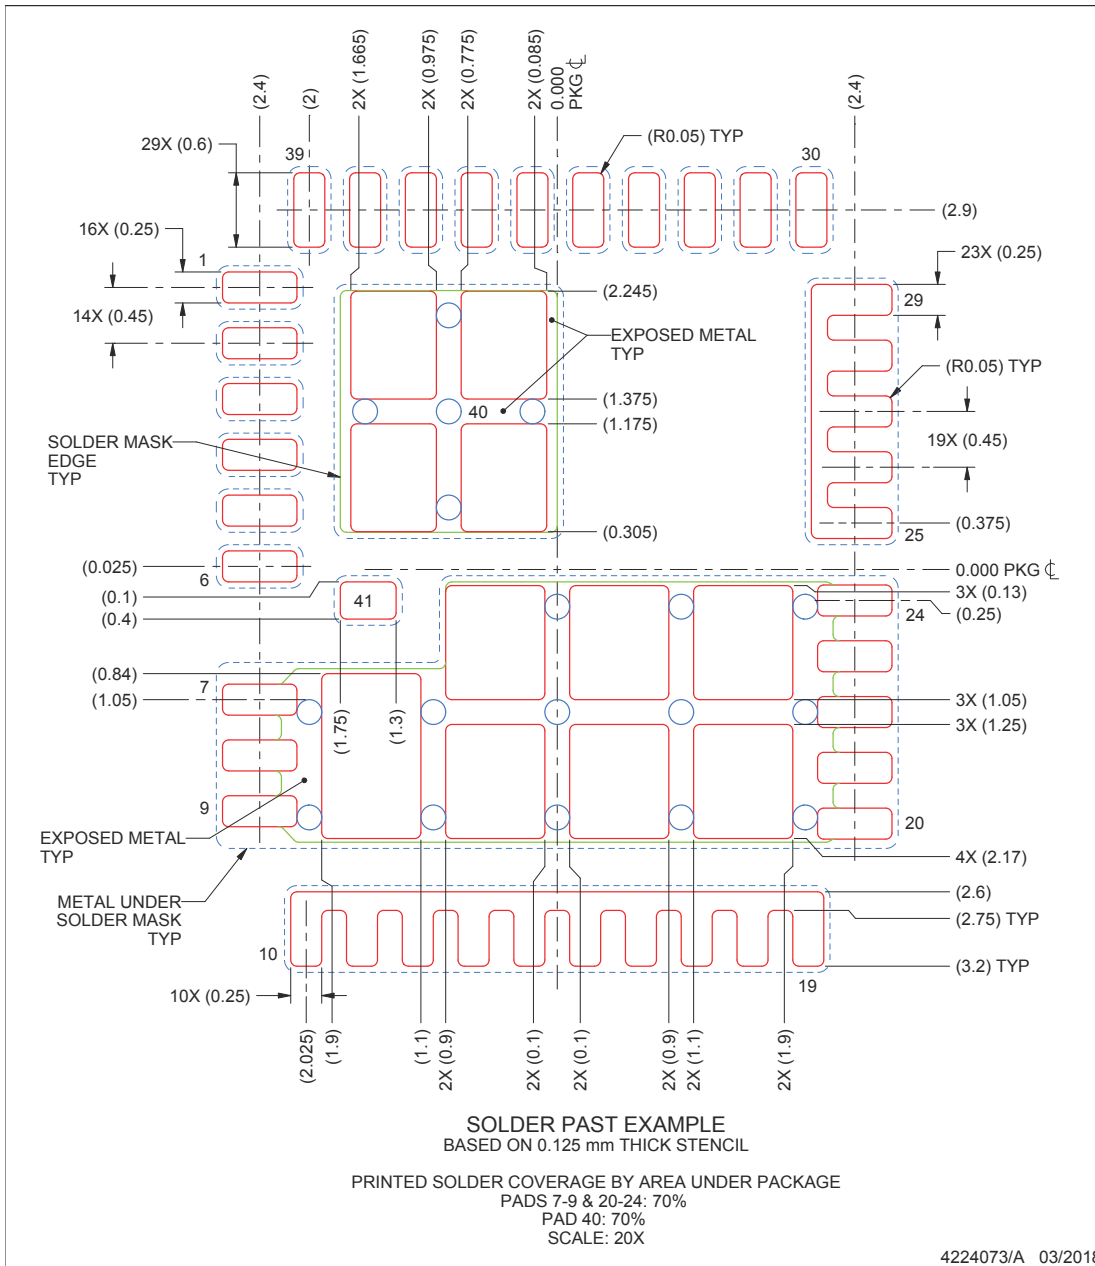 (2.4)
(2)
2X (1.665)
2X (0.975)
2X (0.775)
2X (0.085)
0.000
PKG ℄
(2.4)
29X (0.6)
39
(R0.05) TYP
30
16X (0.25)
1
(2.9)
14X (0.45)
23X (0.25)
29
(2.245)
EXPOSED METAL
TYP
(R0.05) TYP
40
(1.375)
(1.175)
19X (0.45)
SOLDER MASK
EDGE
TYP
(0.305)
(0.375)
25
(0.025)
6
0.000 PKG ℄
(0.1)
41
3X (0.13)
(0.4)
24
(0.25)
(0.84)
7
(1.05)
(1.75)
(1.3)
3X (1.05)
3X (1.25)
9
20
EXPOSED METAL
TYP
4X (2.17)
METAL UNDER
SOLDER MASK
TYP
(2.6)
(2.75) TYP
10
(3.2) TYP
19
10X (0.25)
(2.025)
(1.9)
(1.1)
2X (0.9)
2X (0.1)
2X (0.1)
2X (0.9)
2X (1.1)
2X (1.9)
SOLDER PAST EXAMPLE
BASED ON 0.125 mm THICK STENCIL
PRINTED SOLDER COVERAGE BY AREA UNDER PACKAGE
PADS 7-9 & 20-24: 70%
PAD 40: 70%
SCALE: 20X
4224073/A 03/2018